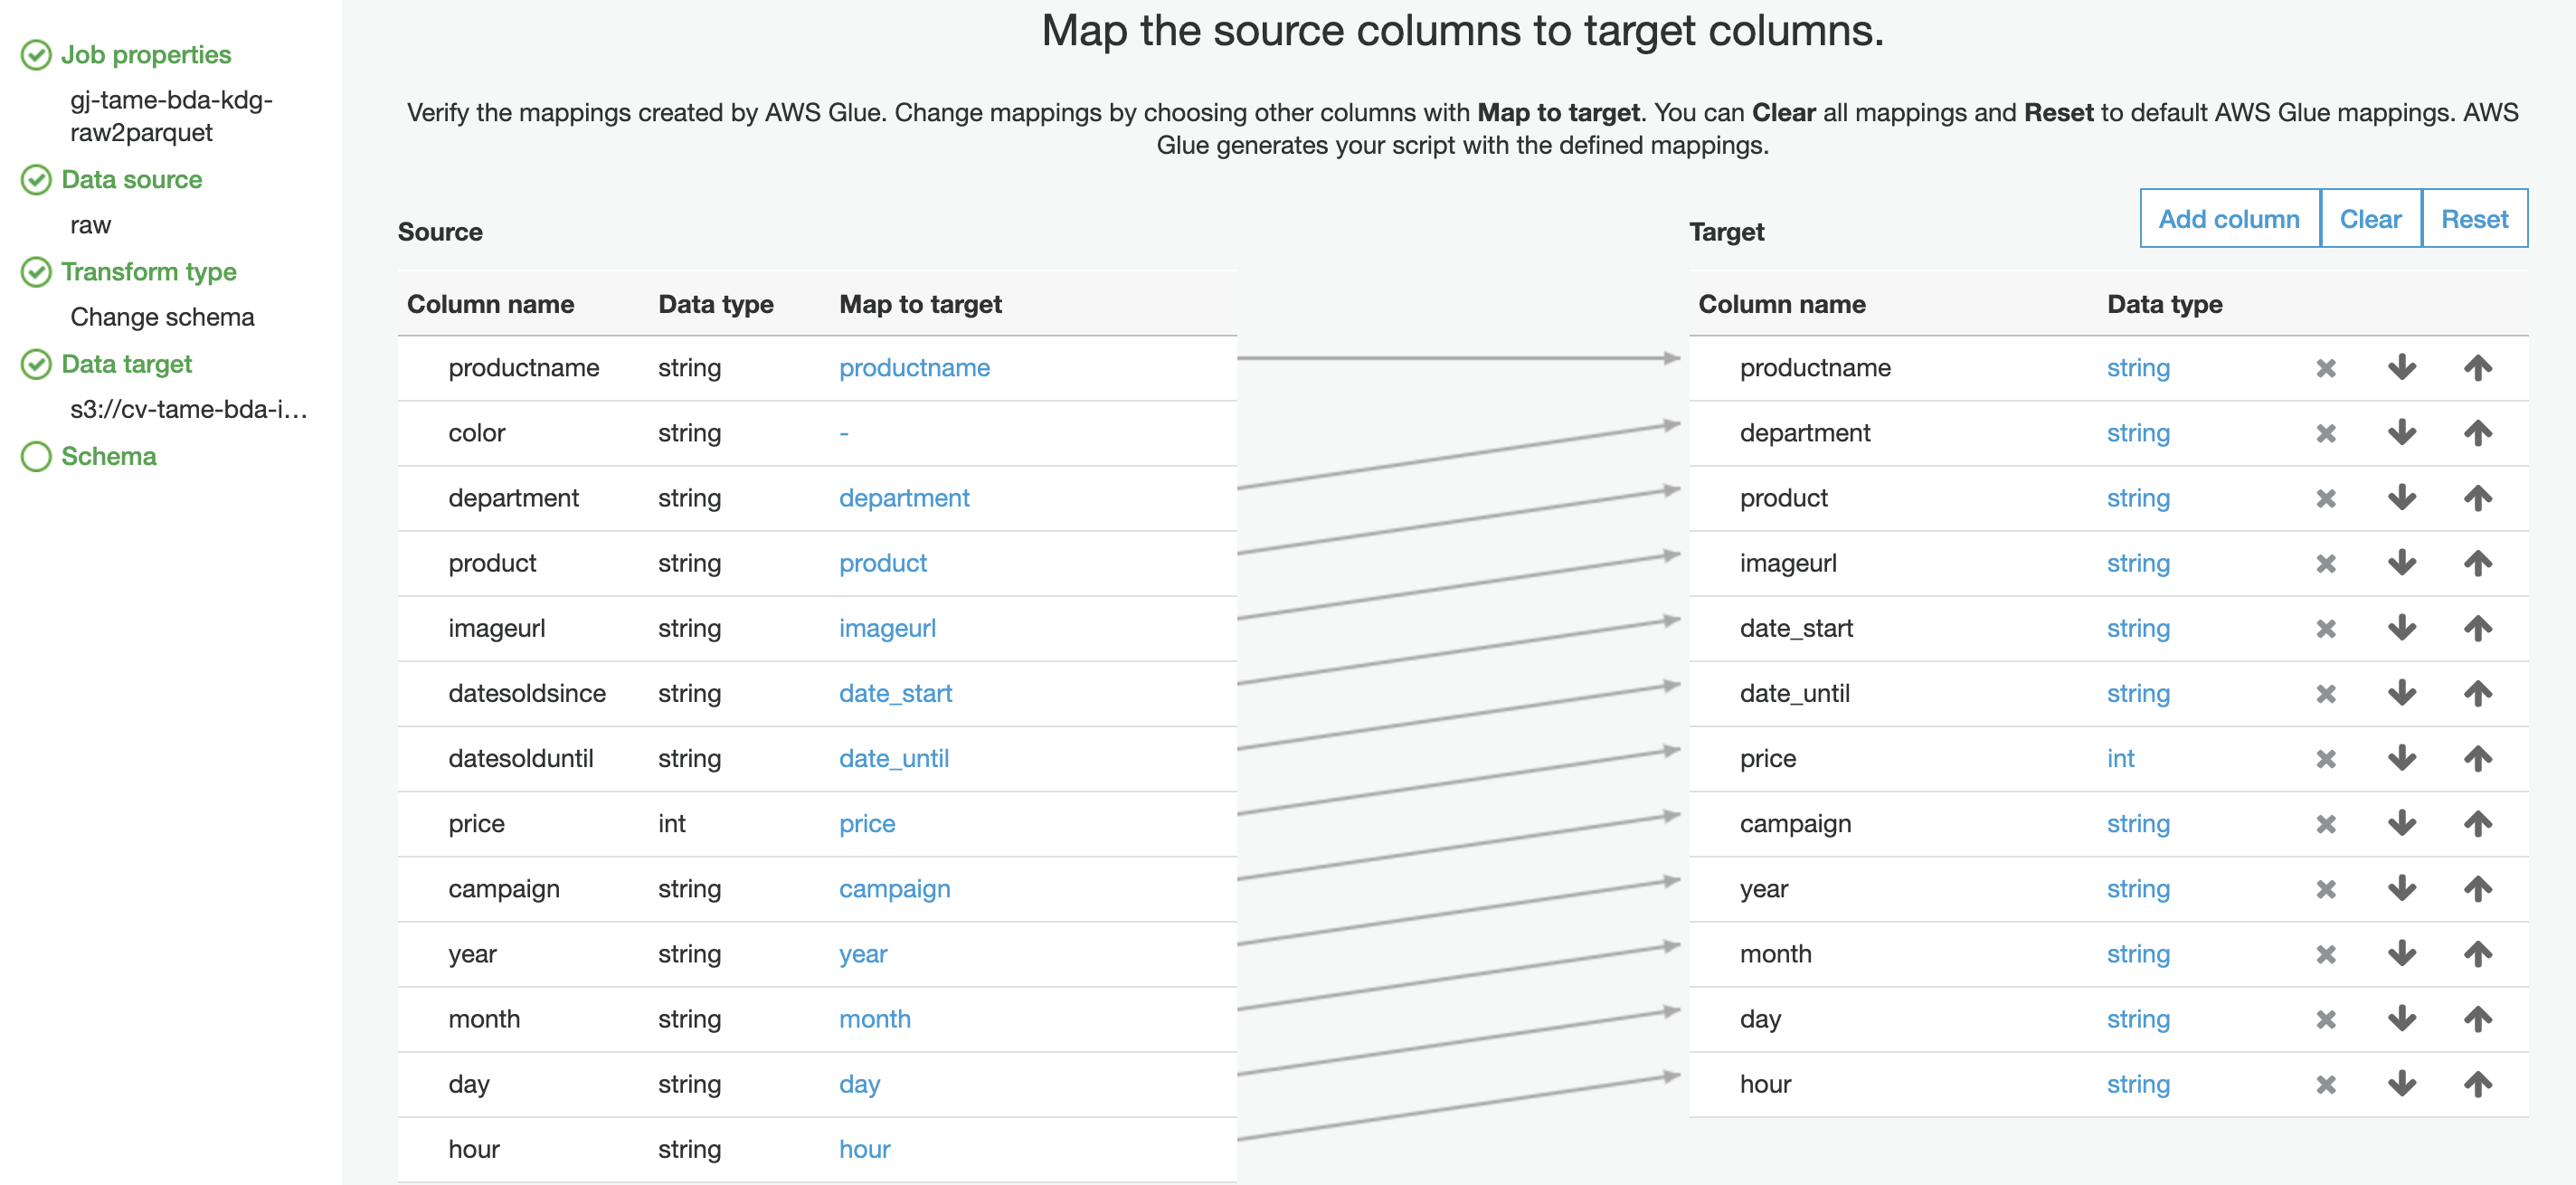 Job properties
gj-tame-bda-kdg-
raw2parquet
Data source
raw
Transform type
Change schema
Data target
s3://cv-tame-bda-i...
Schema
Map the source columns to target columns.
Verify the mappings created by AWS Glue. Change mappings by choosing other columns with Map to target. You can Clear all mappings and Reset to default AWS Glue mappings. AWS
Glue generates your script with the defined mappings.
Add column Clear Reset
Source
Column name Data type Map to target
productname string productname
color string -
department string department
product string product
imageurl string imageurl
datesoldsince string date_start
datesolduntil string date_until
price int price
campaign string campaign
year string year
month string month
day string day
hour string hour
Target
Column name Data type
productname string
department string
product string
imageurl string
date_start string
date_until string
price int
campaign string
year string
month string
day string
hour string